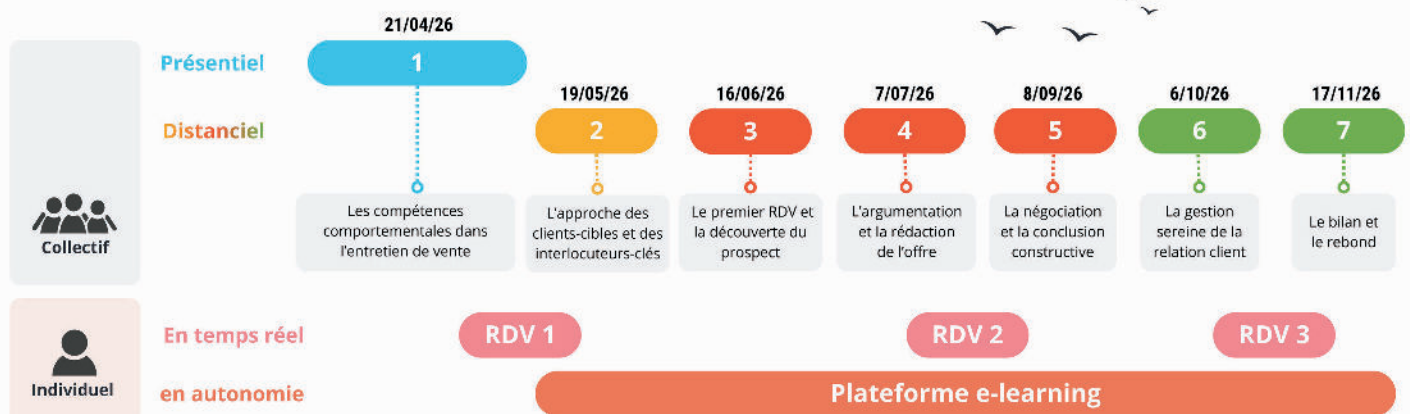 21/04/26
Présentiel
1
19/05/26
16/06/26
7/07/26
8/09/26
6/10/26
17/11/26
Distanciel
2
3
4
5
6
7
Collectif
Les compétences
comportementales dans
l'entretien de vente
L'approche des
clients-cibles et des
interlocuteurs-clés
Le premier RDV et
la découverte du
prospect
L'argumentation
et la rédaction
de l'offre
La négociation
et la conclusion
constructive
La gestion
sereine de la
relation client
Le bilan et
le rebond
En temps réel
RDV 1
RDV 2
RDV 3
Individuel
en autonomie
Plateforme e-learning